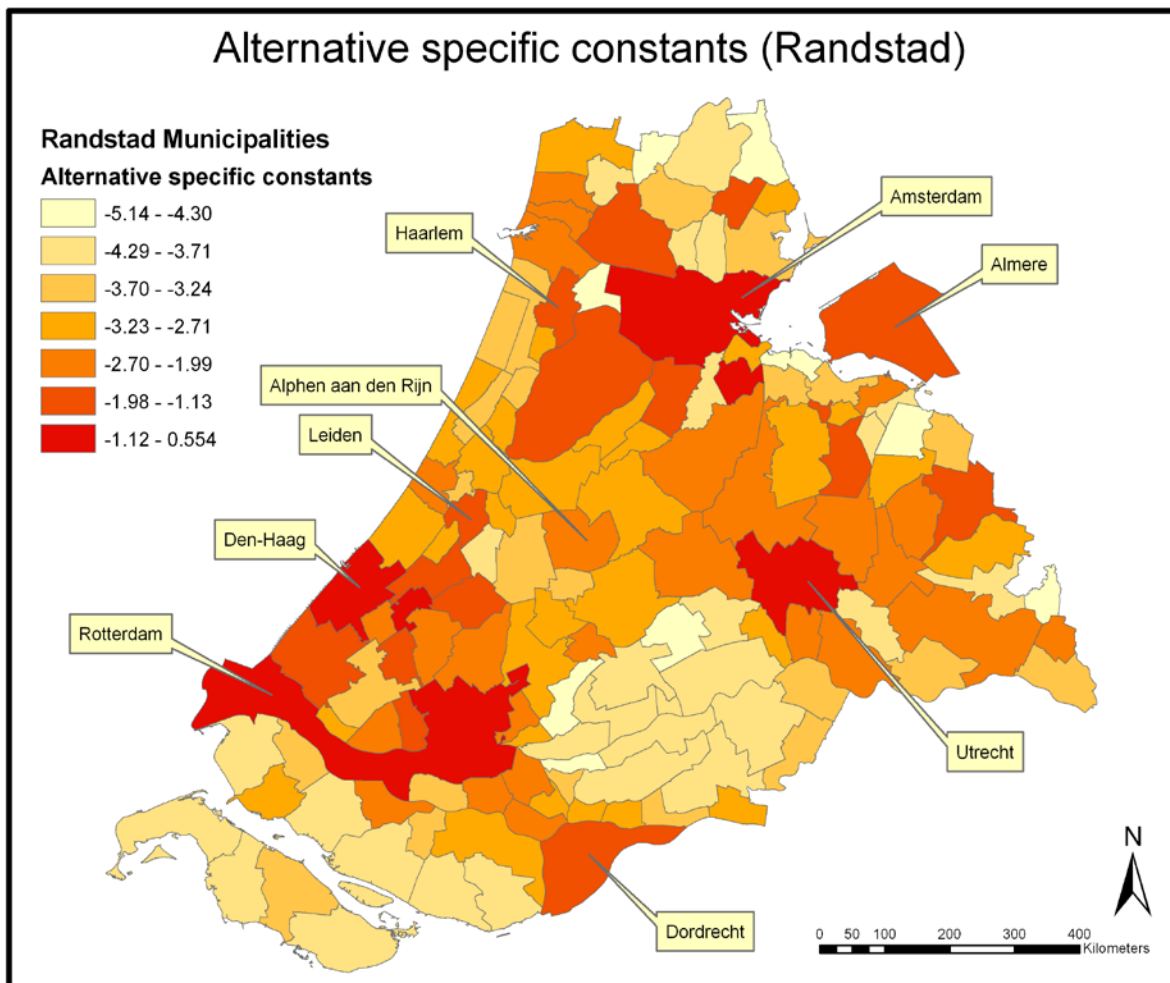 Alternative specific constants (Randstad)
Randstad Municipalities
Alternative specific constants
-5.14 - -4.30
-4.29 - -3.71
-3.70 - -3.24
-3.23 - -2.71
-2.70 - -1.99
-1.98 - -1.13
-1.12 - 0.554
Amsterdam
Haarlem
Almere
Alphen aan den Rijn
Leiden
Den-Haag
Rotterdam
Utrecht
Dordrecht
N
0 50 100 200 300 400
Kilometers